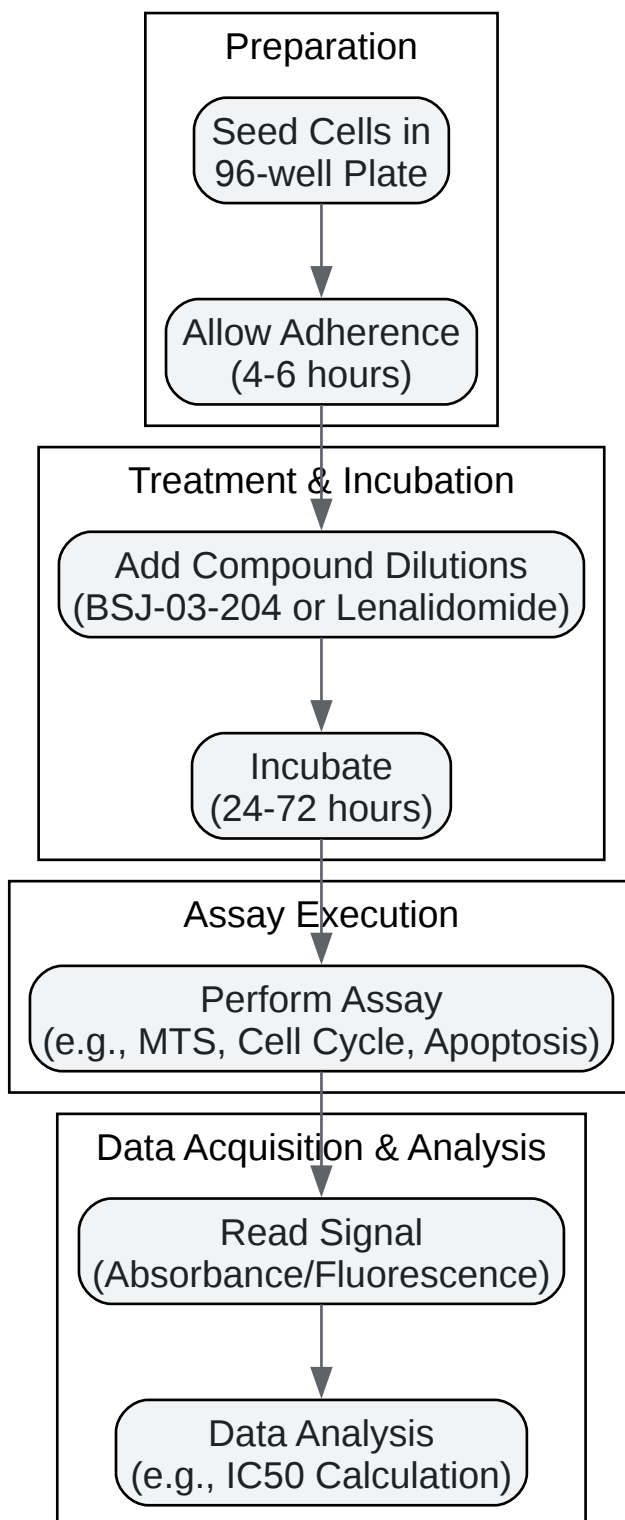 Preparation
Seed Cells in
96-well Plate
Allow Adherence
(4-6 hours)
Treatment & Incubation
Add Compound Dilutions
(BSJ-03-204 or Lenalidomide)
Incubate
(24-72 hours)
Assay Execution
Perform Assay
(e.g., MTS, Cell Cycle, Apoptosis)
Data Acquisition & Analysis
Read Signal
(Absorbance/Fluorescence)
Data Analysis
(e.g., IC50 Calculation)